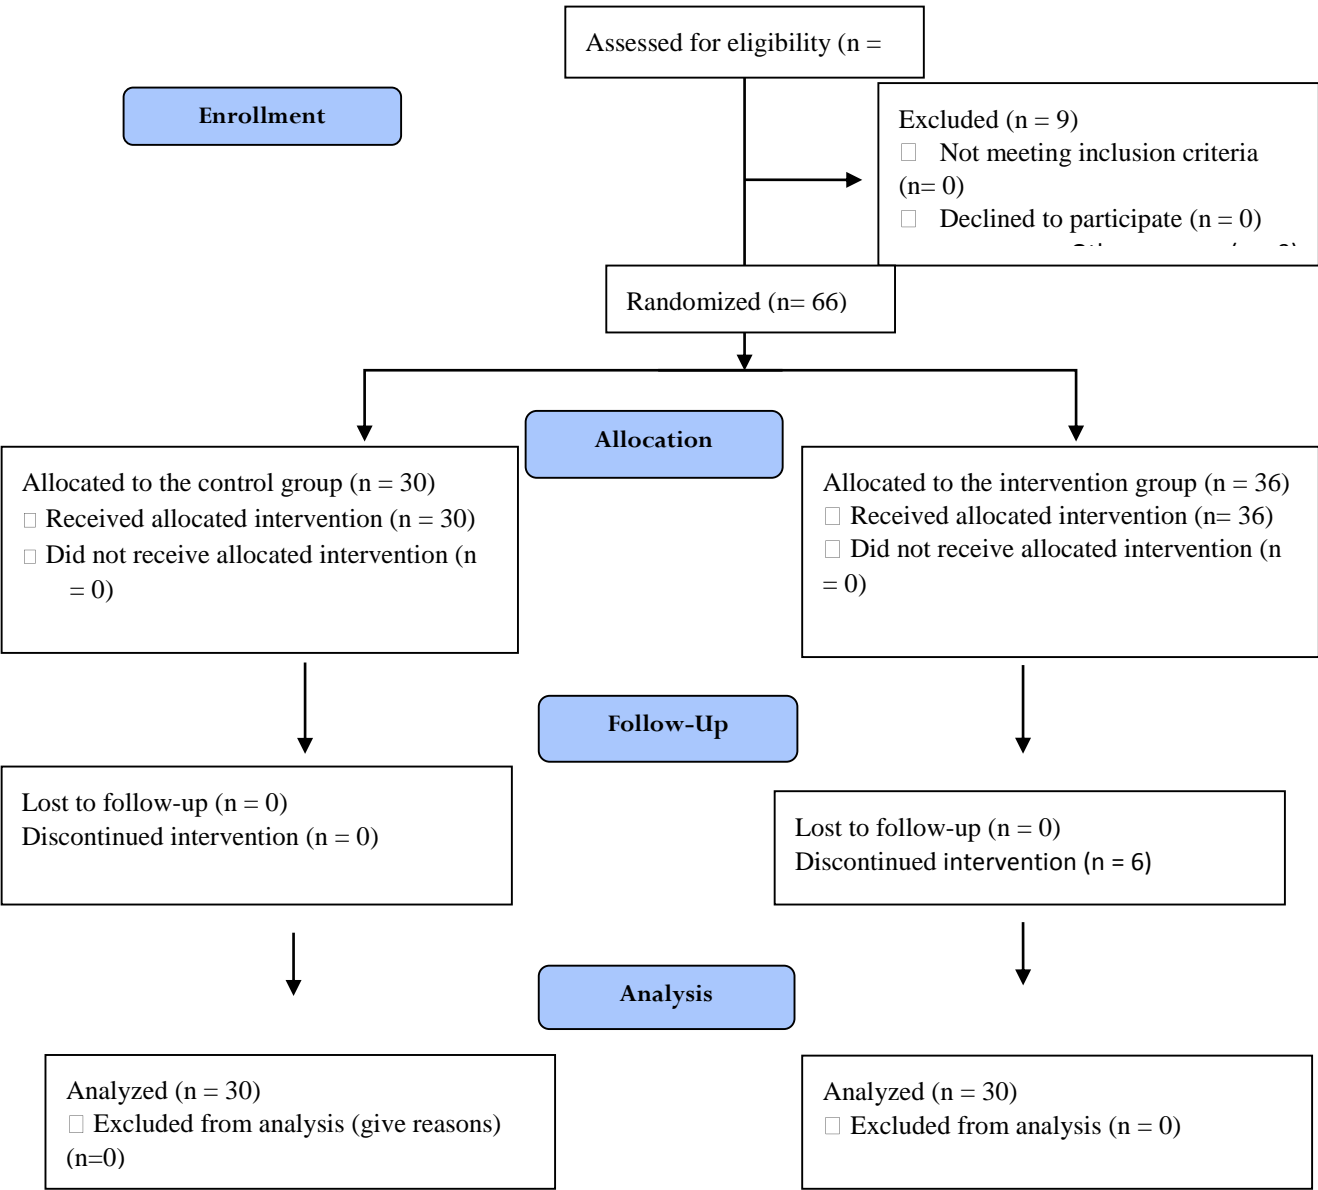 Assessed for eligibility (n =
Enrollment
Excluded (n = 9)
Not meeting inclusion criteria
(n= 0)
Declined to participate (n = 0)
Randomized (n= 66)
Allocation
Allocated to the control group (n = 30)
Received allocated intervention (n = 30)
Did not receive allocated intervention (n
= 0)
Allocated to the intervention group (n = 36)
Received allocated intervention (n= 36)
Did not receive allocated intervention (n
= 0)
Follow-Up
Lost to follow-up (n = 0)
Discontinued intervention (n = 0)
Lost to follow-up (n = 0)
Discontinued intervention (n = 6)
Analysis
Analyzed (n = 30)
Excluded from analysis (give reasons)
(n=0)
Analyzed (n = 30)
Excluded from analysis (n = 0)